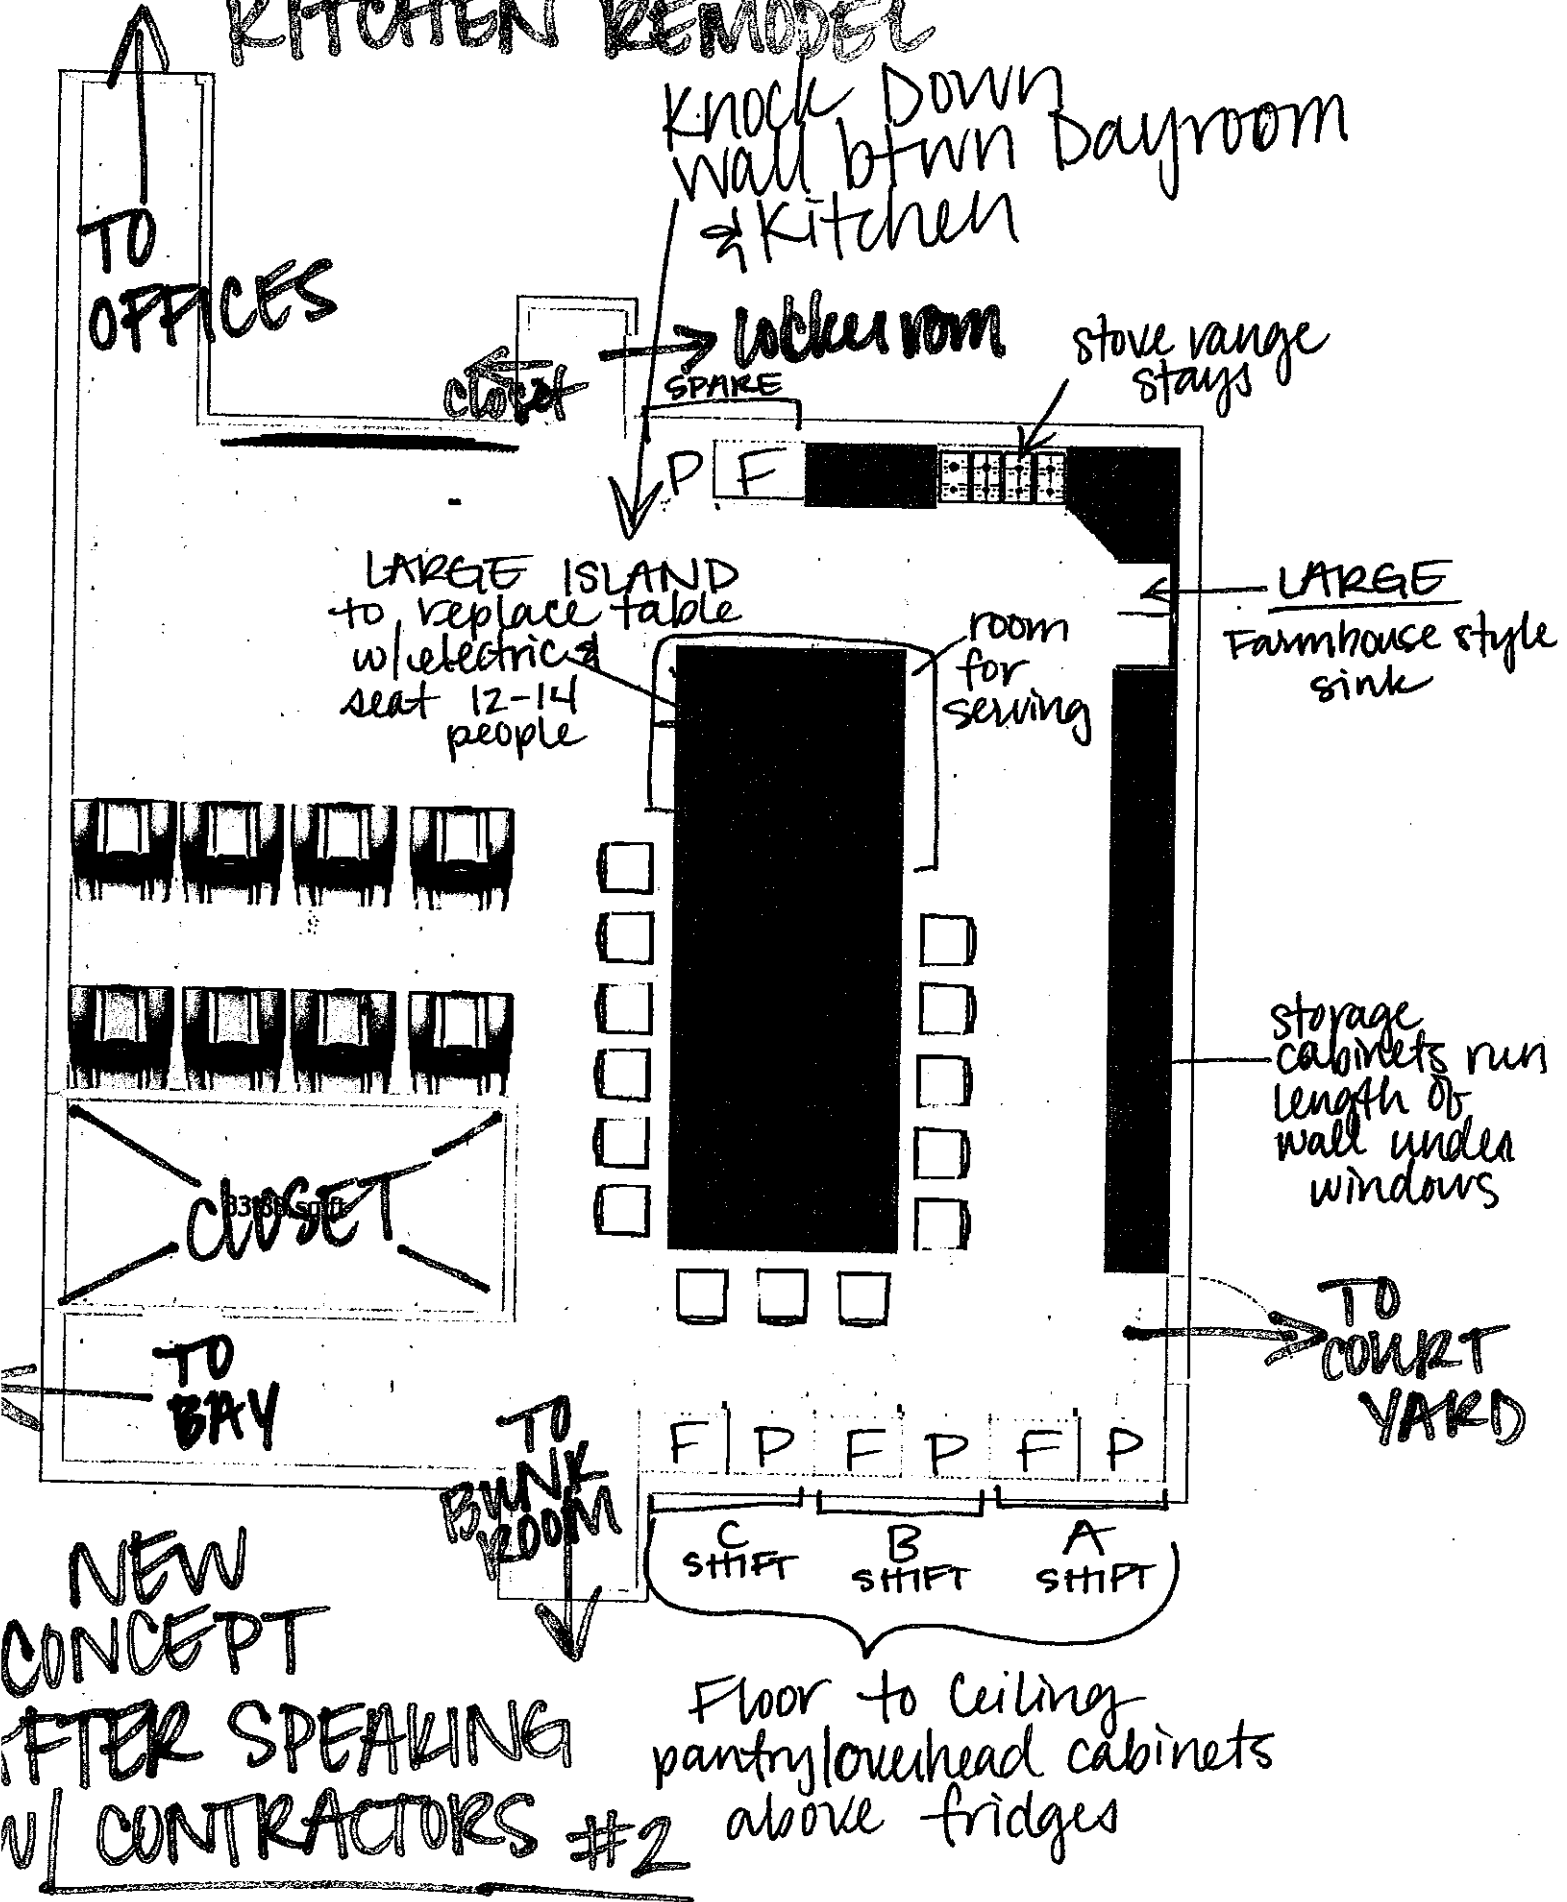 KITCHEN REMODEL
Knock Down
wall btwn Dayroom
& Kitchen
TO
OFFICES
closet
locker room
SPARE
stove range
stays
P F
LARGE ISLAND
to replace table
w/electric &
seat 12-14
people
room
for
serving
LARGE
Farmhouse style
sink
storage
cabinets run
length of
wall under
windows
CLOSET
TO
BAY
TO
BUNK
ROOM
TO
COURT
YARD
F P F P F P
C
SHIFT
B
SHIFT
A
SHIFT
Floor to Ceiling
pantry/overhead cabinets
above fridges
NEW
CONCEPT
AFTER SPEAKING
W/ CONTRACTORS #2